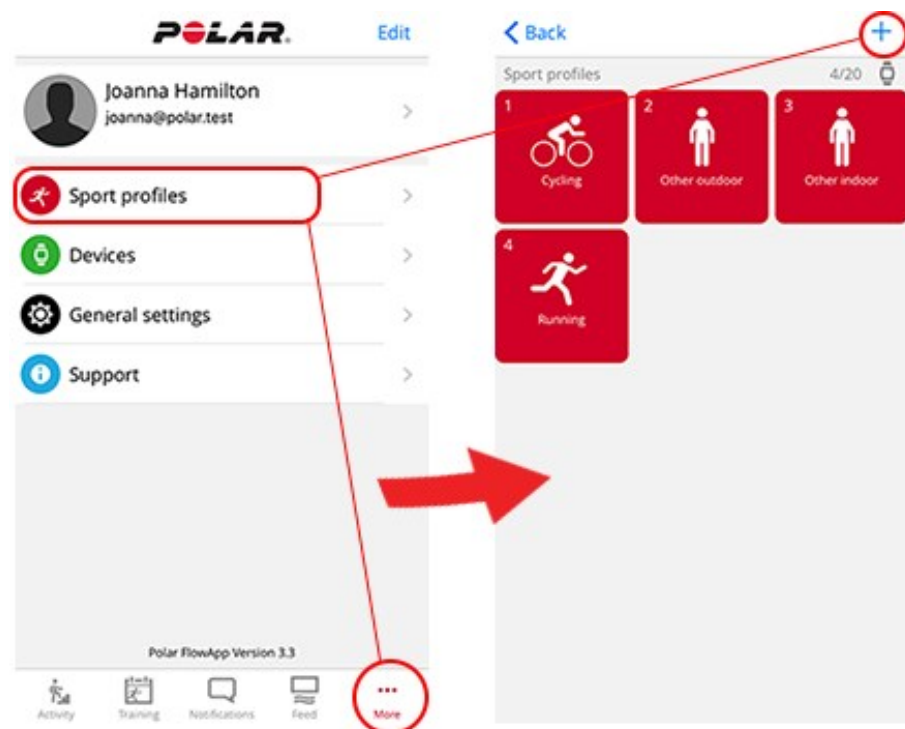 POLAR.
Edit
Joanna Hamilton
joanna@polar.test
Sport profiles
Devices
General settings
Support
Polar FlowApp Version 3.3
Activity
Training
Notifications
Feed
More
Back
+
Sport profiles
4/20
1
Cycling
2
Other outdoor
3
Other indoor
4
Running